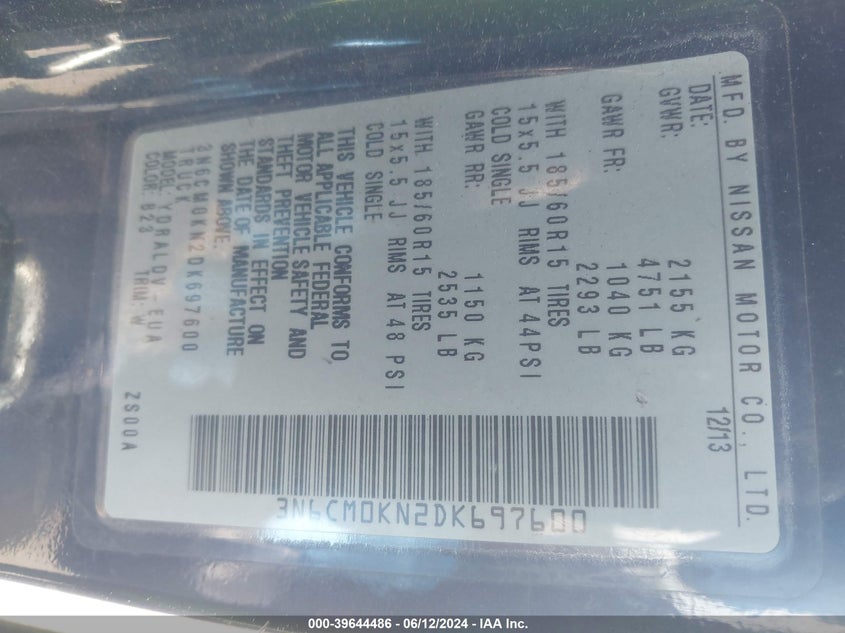 MFD. BY NISSAN MOTOR CO., LTD.
DATE: 12/13
GVWR: 2155 KG
4751 LB
GAWR FR: 1040 KG
2293 LB
WITH 185/60R15 TIRES
15x5.5 JJ RIMS AT 44PSI
COLD SINGLE
GAWR RR: 1150 KG
2535 LB
WITH 185/60R15 TIRES
15x5.5 JJ RIMS AT 48 PSI
COLD SINGLE
THIS VEHICLE CONFORMS TO
ALL APPLICABLE FEDERAL
MOTOR VEHICLE SAFETY AND
THEFT PREVENTION
STANDARDS IN EFFECT ON
THE DATE OF MANUFACTURE
SHOWN ABOVE.
3N6CM0KN2DK697600
TRUCK
MODEL: YDRALDV-EUA
COLOR: B23 TRIM: W ZS00A
3N6CM0KN2DK697600
000-39644486 - 06/12/2024 - IAA Inc.